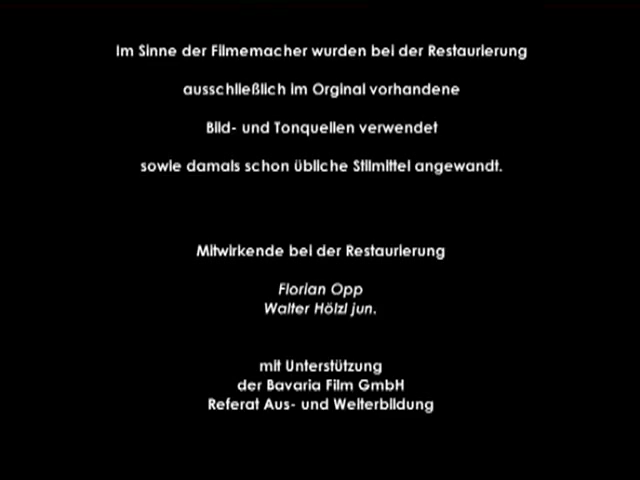 Im Sinne der Filmemacher wurden bei der Restaurierung
ausschließlich im Orginal vorhandene
Bild- und Tonquellen verwendet
sowie damals schon übliche Stilmittel angewandt.
Mitwirkende bei der Restaurierung
Florian Opp
Walter Hölzl jun.
mit Unterstützung
der Bavaria Film GmbH
Referat Aus- und Weiterbildung